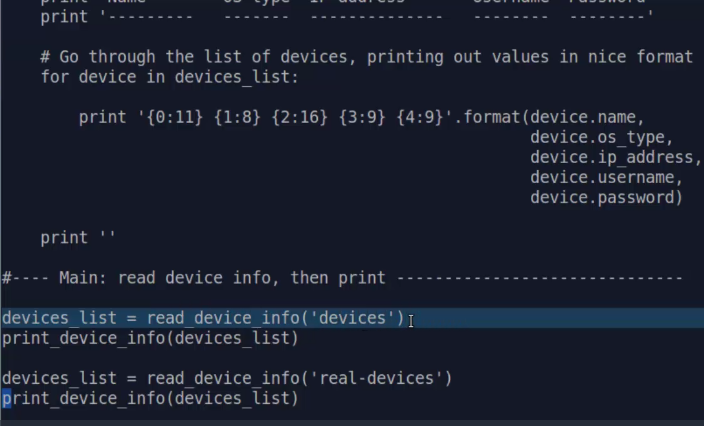 print '---------   -------  --------------   --------  --------'
# Go through the list of devices, printing out values in nice format
for device in devices_list:
print '{0:11} {1:8} {2:16} {3:9} {4:9}'.format(device.name,
device.os_type,
device.ip_address,
device.username,
device.password)
print ''
#---- Main: read device info, then print ------------------------------
devices_list = read_device_info('devices')
print_device_info(devices_list)
devices_list = read_device_info('real-devices')
print_device_info(devices_list)